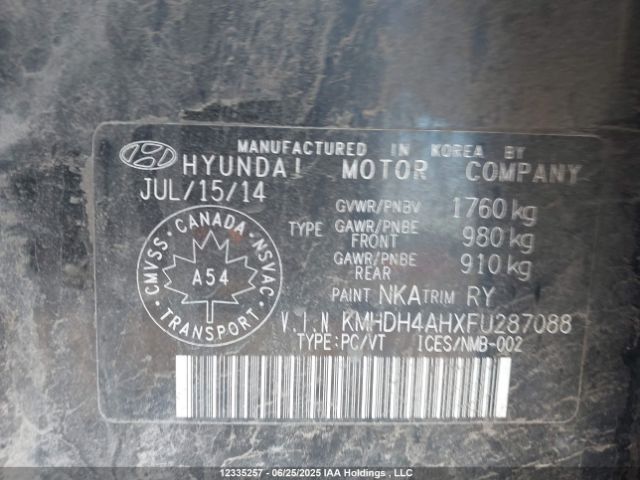 MANUFACTURED IN KOREA BY
HYUNDAI MOTOR COMPANY
JUL/15/14
GVWR/PNBV 1760 kg
TYPE GAWR/PNBE FRONT 980 kg
GAWR/PNBE REAR 910 kg
CMVSS · CANADA · NSVAC
A54
TRANSPORT
PAINT NKA TRIM RY
V.I.N KMHDH4AHXFU287088
TYPE:PC/VT ICES/NMB-002
12335257 - 06/25/2025 IAA Holdings , LLC